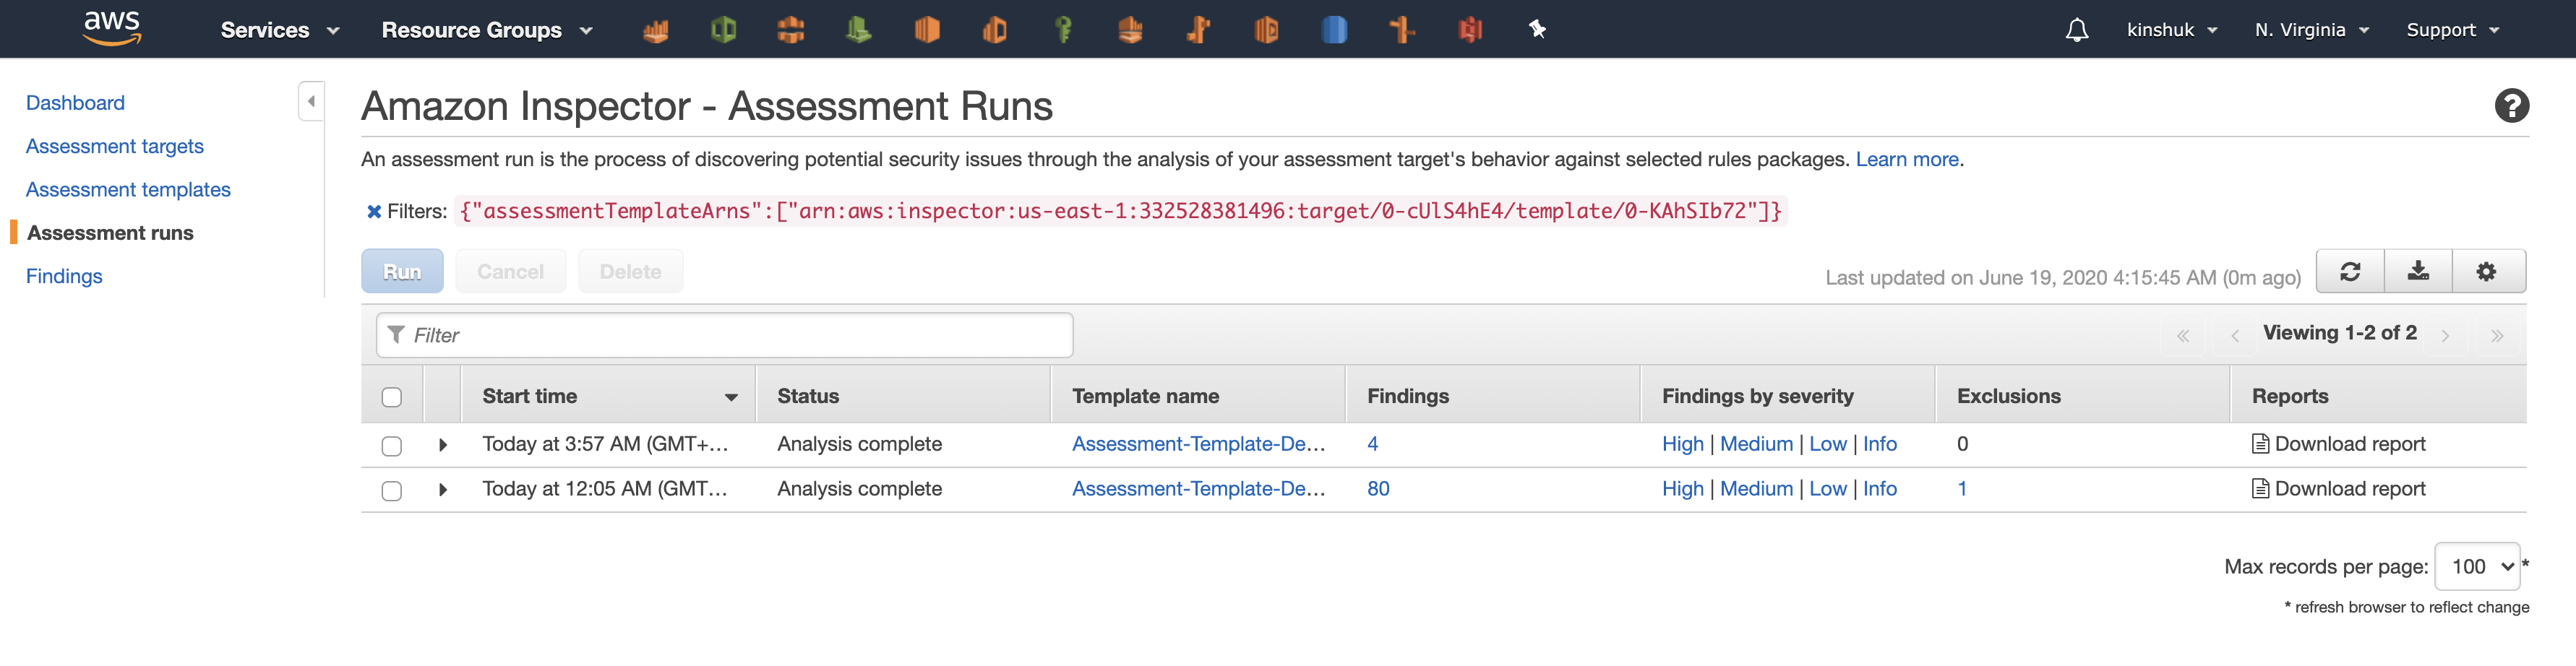 aws Services Resource Groups kinshuk N. Virginia Support
Dashboard
Assessment targets
Assessment templates
Assessment runs
Findings
Amazon Inspector - Assessment Runs
An assessment run is the process of discovering potential security issues through the analysis of your assessment target's behavior against selected rules packages. Learn more.
Filters: {"assessmentTemplateArns":["arn:aws:inspector:us-east-1:332528381496:target/0-cUlS4hE4/template/0-KAhSIb72"]}
Run Cancel Delete Last updated on June 19, 2020 4:15:45 AM (0m ago)
Filter Viewing 1-2 of 2
Start time Status Template name Findings Findings by severity Exclusions Reports
Today at 3:57 AM (GMT+... Analysis complete Assessment-Template-De... 4 High | Medium | Low | Info 0 Download report
Today at 12:05 AM (GMT... Analysis complete Assessment-Template-De... 80 High | Medium | Low | Info 1 Download report
Max records per page: 100 *
* refresh browser to reflect change